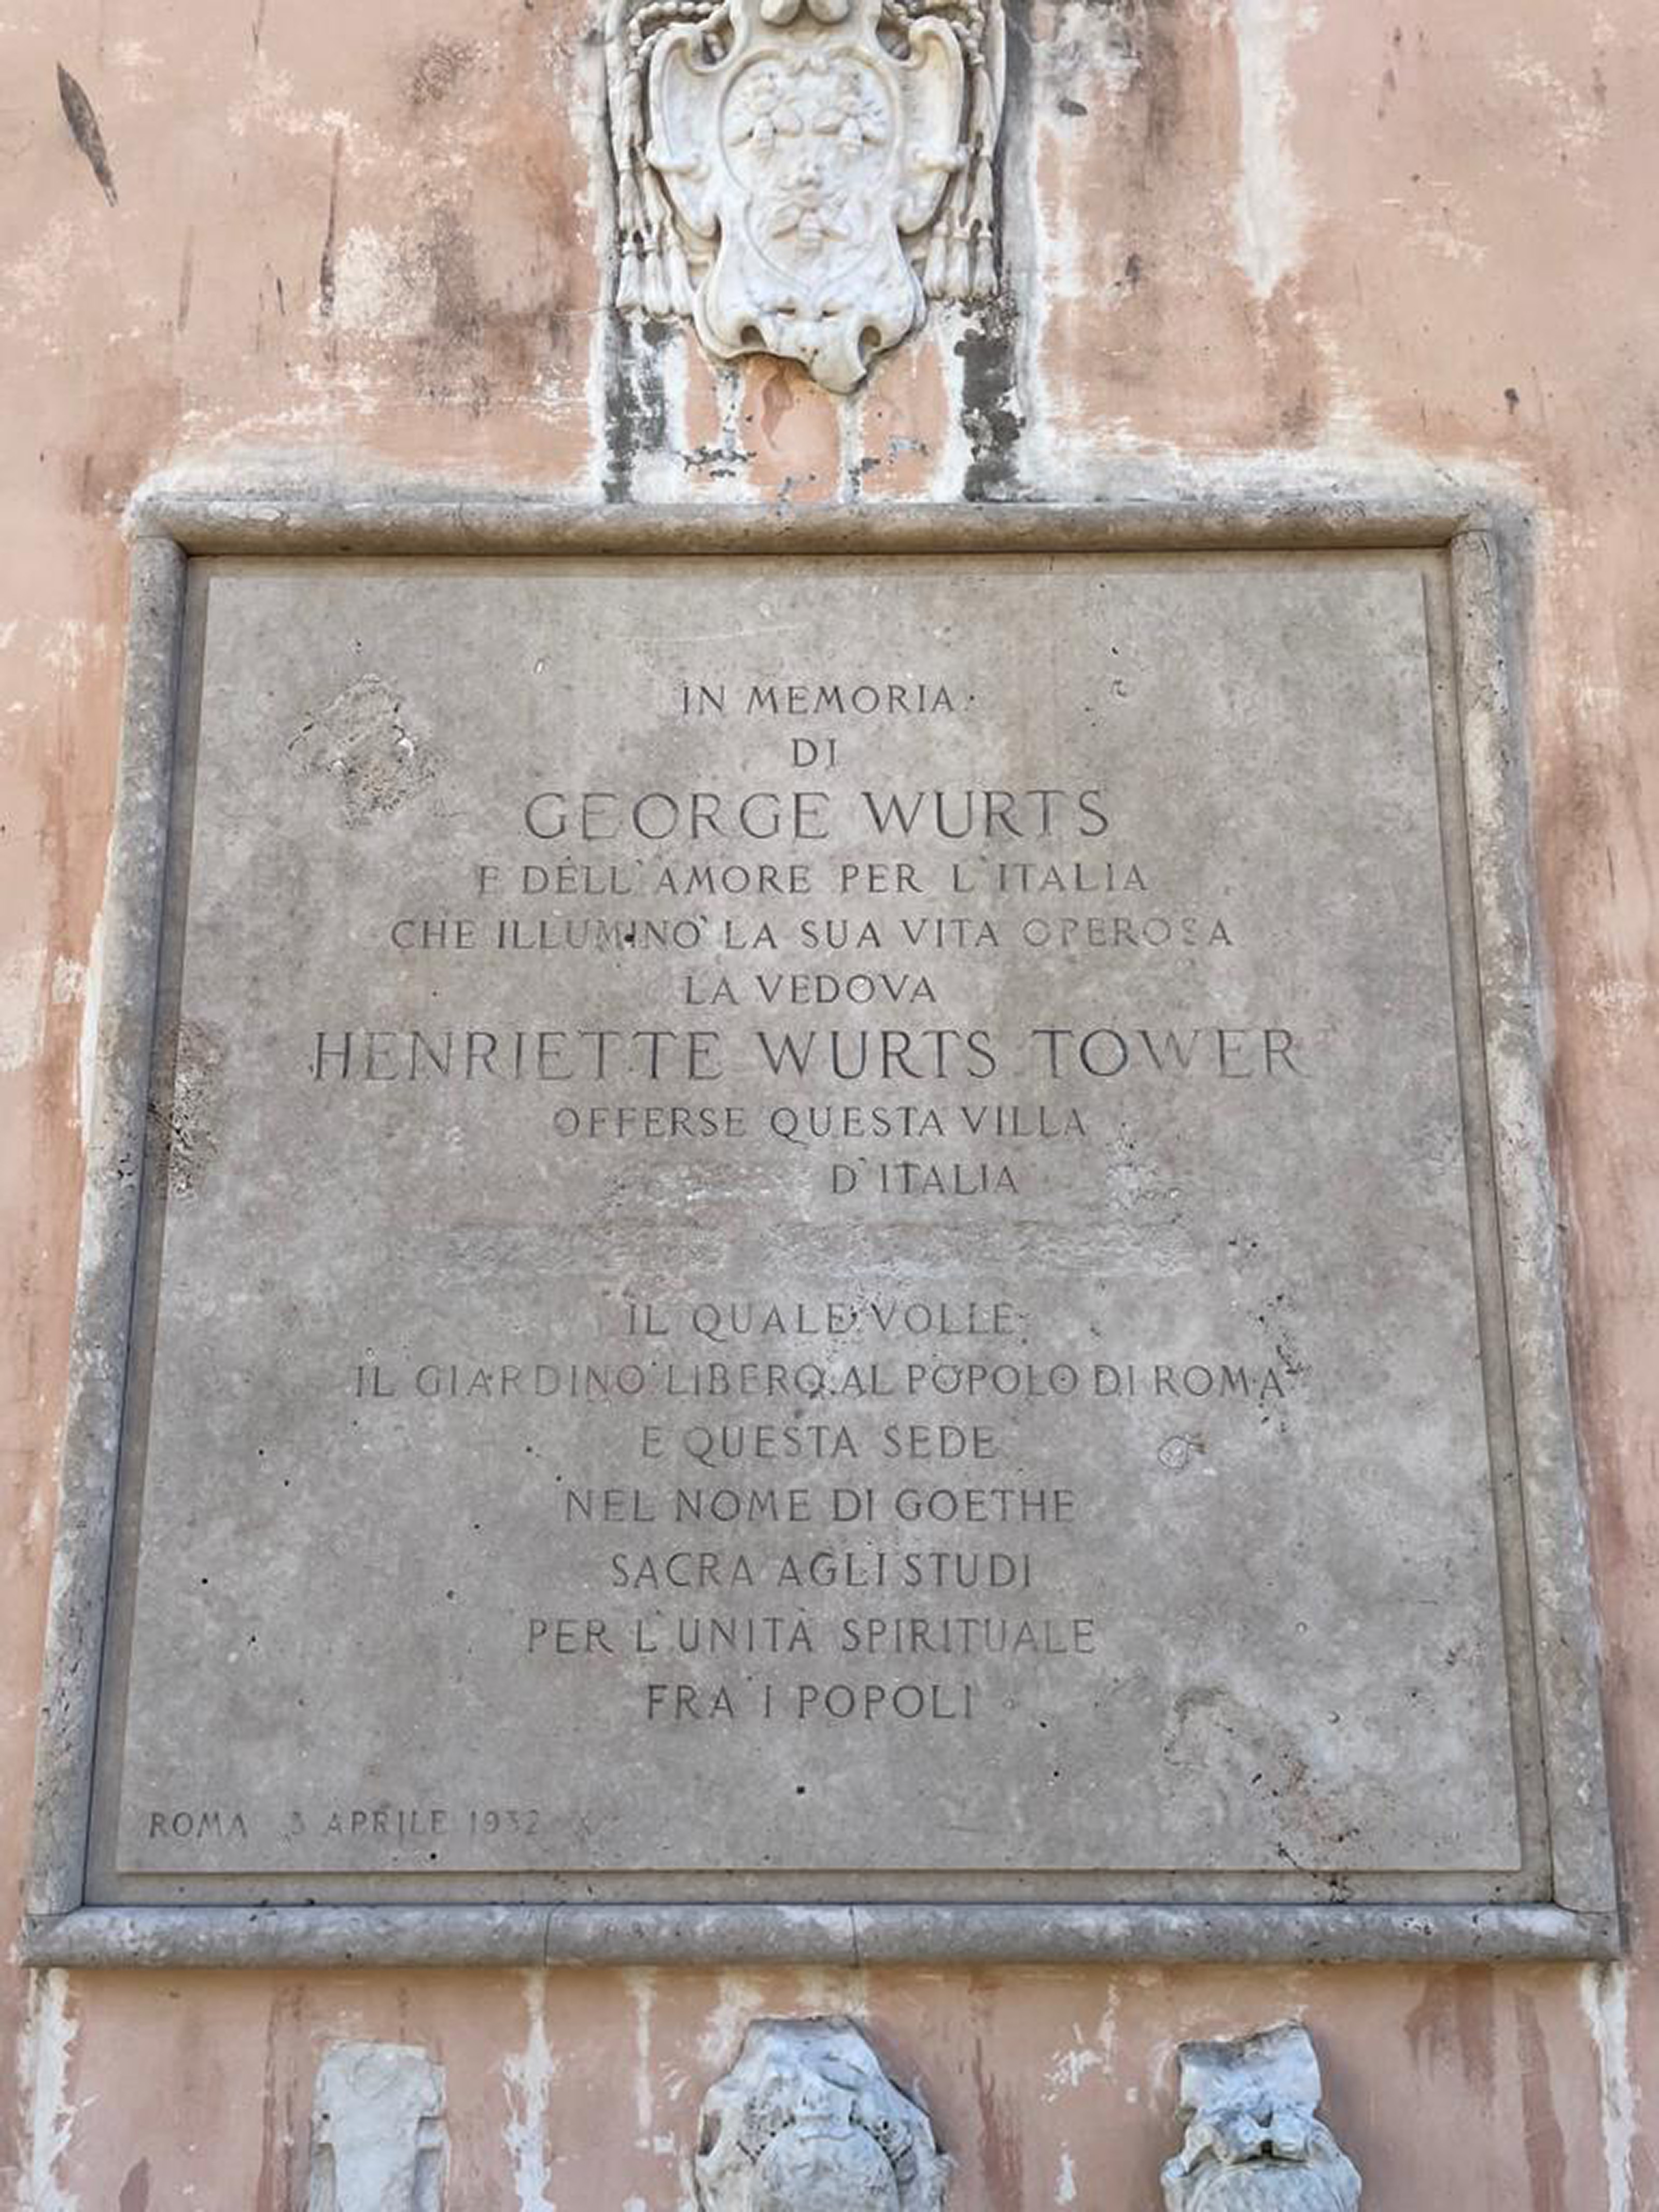 IN MEMORIA
DI
GEORGE WURTS
E DELL'AMORE PER L'ITALIA
CHE ILLUMINO' LA SUA VITA OPEROSA
LA VEDOVA
HENRIETTE WURTS TOWER
OFFERSE QUESTA VILLA
D'ITALIA
IL QUALE VOLLE
IL GIARDINO LIBERO AL POPOLO DI ROMA
E QUESTA SEDE
NEL NOME DI GOETHE
SACRA AGLI STUDI
PER L'UNITÀ SPIRITUALE
FRA I POPOLI
ROMA 3 APRILE 1932 X